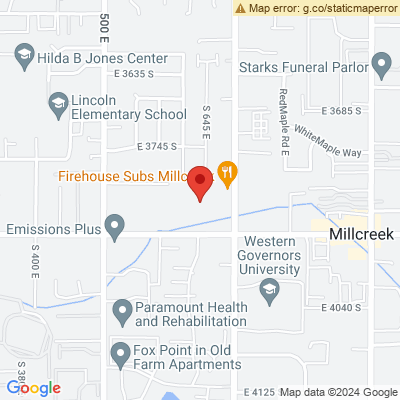 Map error: g.co/staticmaperror
500 E
Hilda B Jones Center
E 3635 S
Starks Funeral Parlor
Lincoln
Elementary School
S 645 E
RedMaple Rd E
E 3685 S
WhiteMaple Way
E 3745 S
Firehouse Subs Millc
Emissions Plus
Millcreek
S 400 E
Western
Governors
University
E 4040 S
Paramount Health
and Rehabilitation
Fox Point in Old
Farm Apartments
S 380
Google
E 4125 S
Map data ©2024 Google